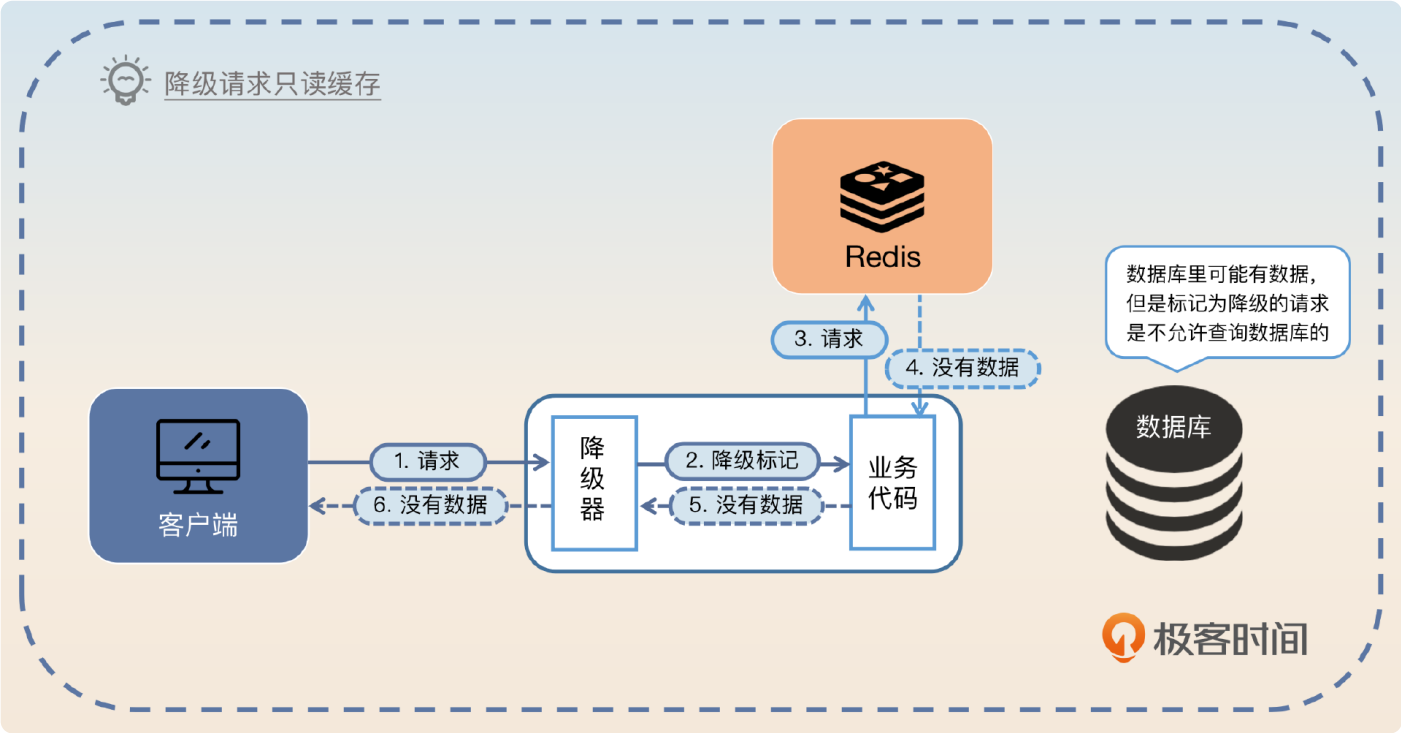 降级请求只读缓存
Redis
数据库里可能有数据，
但是标记为降级的请求
是不允许查询数据库的
3. 请求
4. 没有数据
数据库
降级器
1. 请求
2. 降级标记
业务
代码
6. 没有数据
5. 没有数据
客户端
极客时间